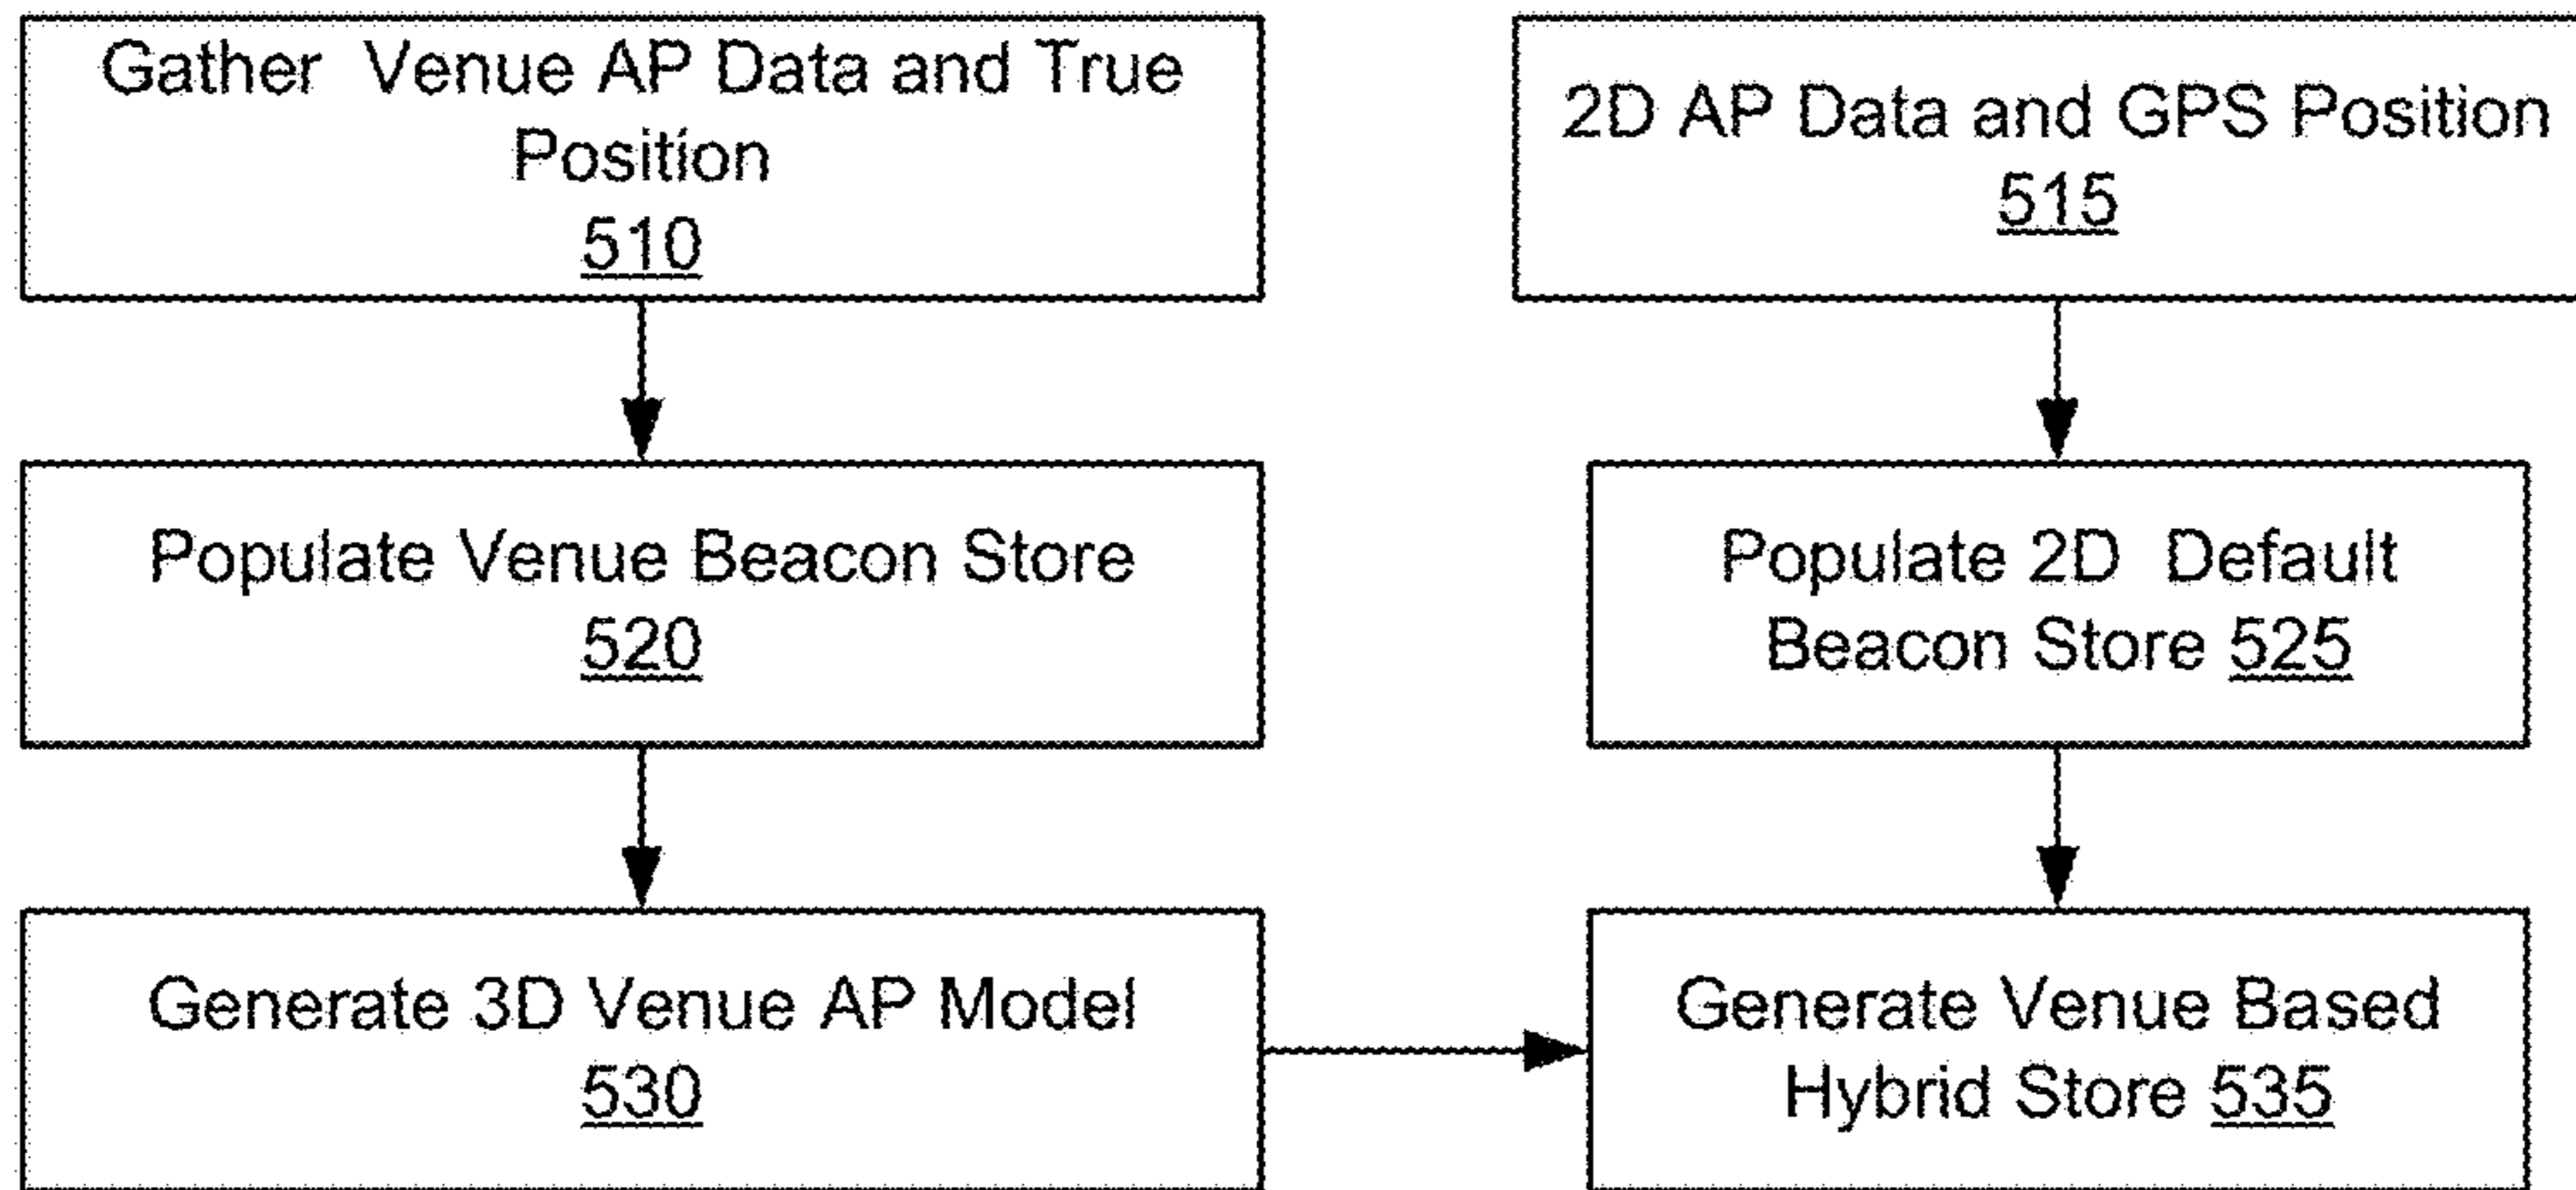 Gather Venue AP Data and True
Position
510
2D AP Data and GPS Position
515
Populate Venue Beacon Store
520
Populate 2D Default
Beacon Store 525
Generate 3D Venue AP Model
530
Generate Venue Based
Hybrid Store 535